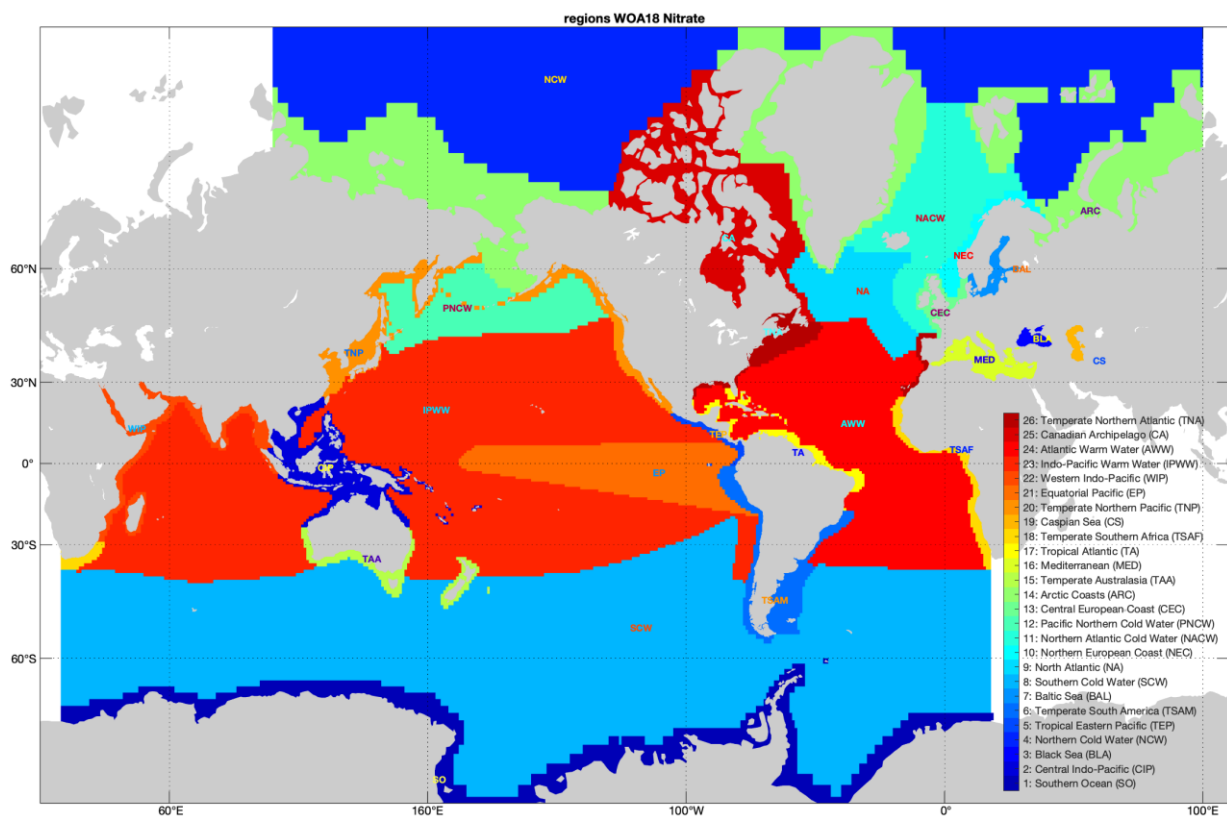 regions WOA18 Nitrate
NCW
ARC
NACW
NEC
BAL
NA
PNCW
CEC
TNP
BLA
MED
CS
IPWW
AWW
TSAF
TA
EP
TAA
TSAM
SCW
SO
60°N
30°N
0°
30°S
60°S
60°E
160°E
100°W
0°
100°E
26: Temperate Northern Atlantic (TNA)
25: Canadian Archipelago (CA)
24: Atlantic Warm Water (AWW)
23: Indo-Pacific Warm Water (IPWW)
22: Western Indo-Pacific (WIP)
21: Equatorial Pacific (EP)
20: Temperate Northern Pacific (TNP)
19: Caspian Sea (CS)
18: Temperate Southern Africa (TSAF)
17: Tropical Atlantic (TA)
16: Mediterranean (MED)
15: Temperate Australasia (TAA)
14: Arctic Coasts (ARC)
13: Central European Coast (CEC)
12: Pacific Northern Cold Water (PNCW)
11: Northern Atlantic Cold Water (NACW)
10: Northern European Coast (NEC)
9: North Atlantic (NA)
8: Southern Cold Water (SCW)
7: Baltic Sea (BAL)
6: Temperate South America (TSAM)
5: Tropical Eastern Pacific (TEP)
4: Northern Cold Water (NCW)
3: Black Sea (BLA)
2: Central Indo-Pacific (CIP)
1: Southern Ocean (SO)